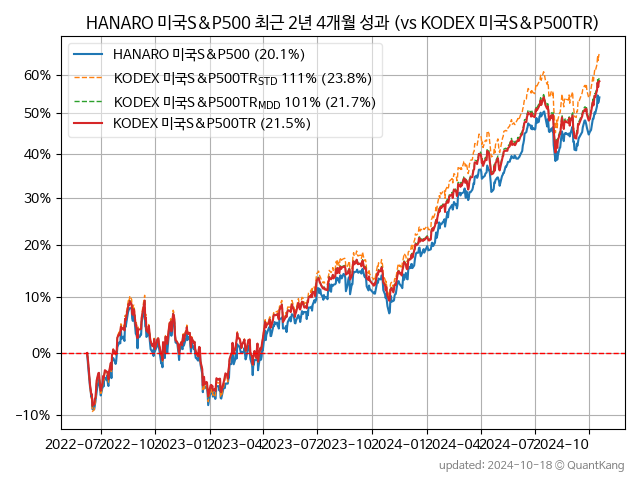 HANARO 미국S&P500 최근 2년 4개월 성과 (vs KODEX 미국S&P500TR)
HANARO 미국S&P500 (20.1%)
KODEX 미국S&P500TR_STD 111% (23.8%)
KODEX 미국S&P500TR_MDD 101% (21.7%)
KODEX 미국S&P500TR (21.5%)
60%
50%
40%
30%
20%
10%
0%
−10%
2022-07 2022-10 2023-01 2023-04 2023-07 2023-10 2024-01 2024-04 2024-07 2024-10
updated: 2024-10-18 © QuantKang